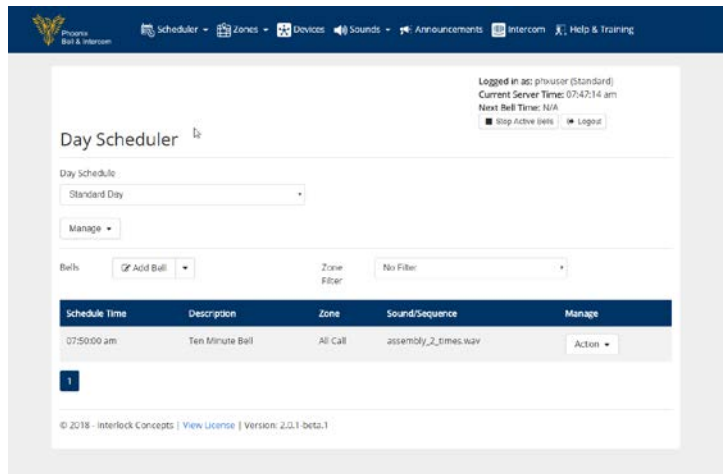 Phoenix
Bell & Intercom
Scheduler
Zones
Devices
Sounds
Announcements
Intercom
Help & Training
Logged in as: phxuser (Standard)
Current Server Time: 07:47:14 am
Next Bell Time: N/A
Stop Active Bells
Logout
Day Scheduler
Day Schedule
Standard Day
Manage
Bells
Add Bell
Zone
Filter
No Filter
Schedule Time Description Zone Sound/Sequence Manage
07:50:00 am Ten Minute Bell All Call assembly_2_times.wav Action
1
© 2018 - Interlock Concepts | View License | Version: 2.0.1-beta.1